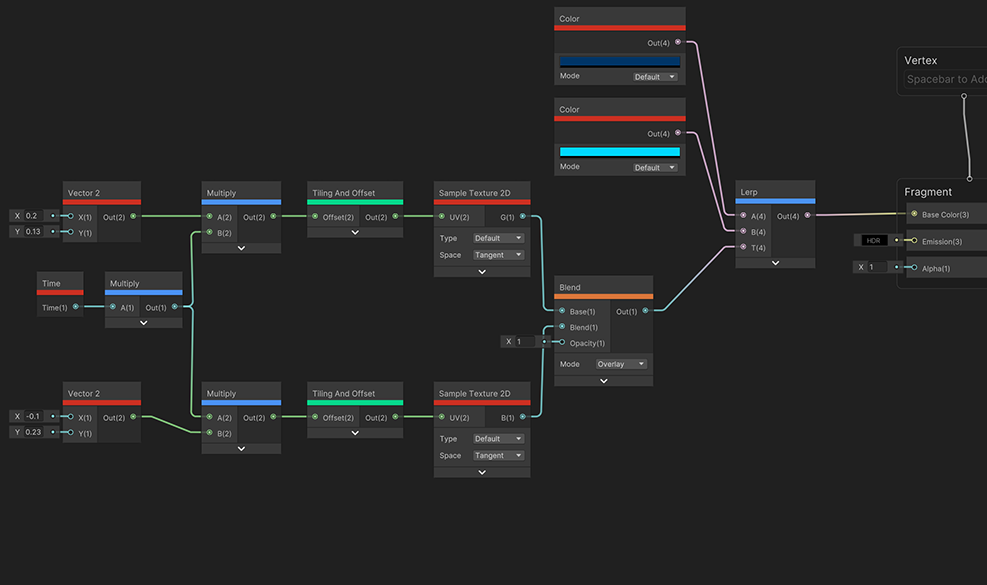 Color
Out(4)
Mode Default
Color
Out(4)
Mode Default
Vertex
Spacebar to Add
Vector 2
X 0.2 X(1) Out(2)
Y 0.13 Y(1)
Multiply
A(2) Out(2)
B(2)
Tiling And Offset
Offset(2) Out(2)
Sample Texture 2D
UV(2) G(1)
Type Default
Space Tangent
Lerp
A(4) Out(4)
B(4)
T(4)
Fragment
Base Color(3)
HDR Emission(3)
X 1 Alpha(1)
Time
Time(1)
Multiply
A(1) Out(1)
Blend
Base(1) Out(1)
Blend(1)
X 1 Opacity(1)
Mode Overlay
Vector 2
X -0.1 X(1) Out(2)
Y 0.23 Y(1)
Multiply
A(2) Out(2)
B(2)
Tiling And Offset
Offset(2) Out(2)
Sample Texture 2D
UV(2) B(1)
Type Default
Space Tangent